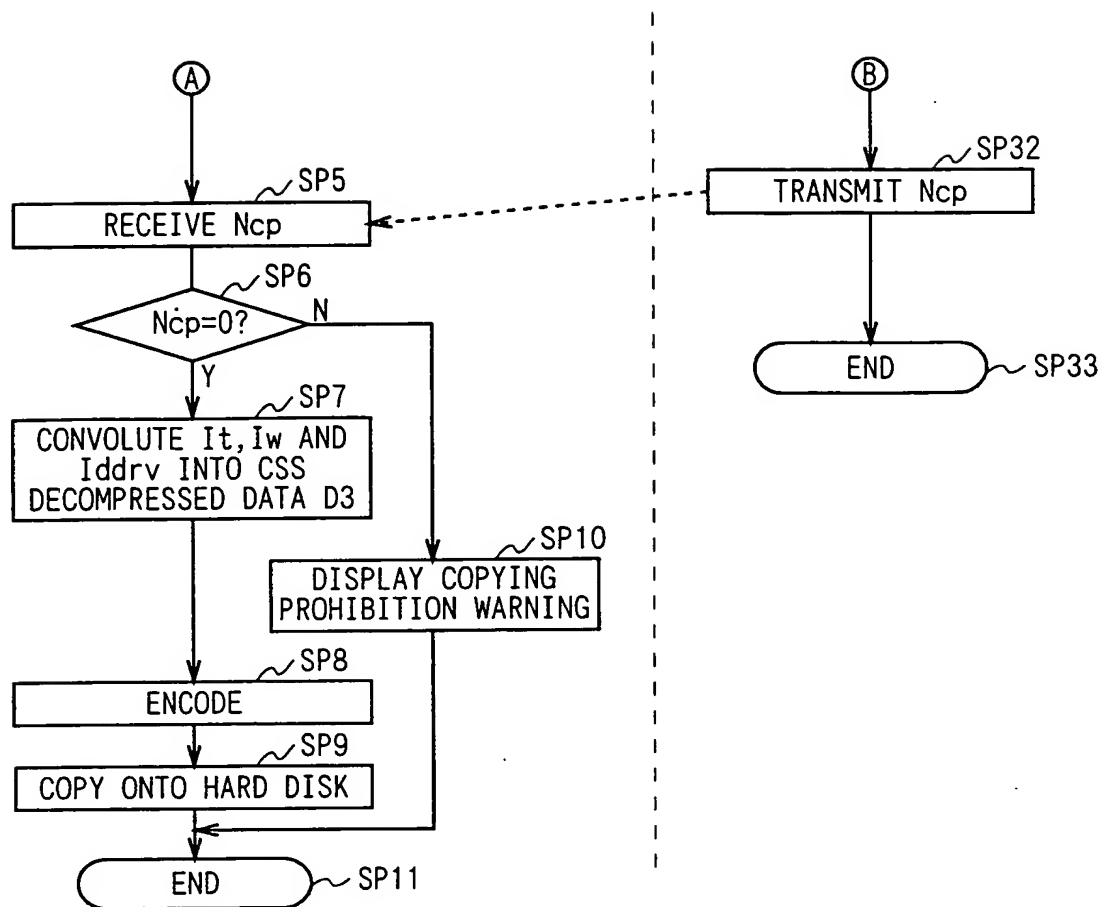 A
B
SP5
RECEIVE Ncp
SP32
TRANSMIT Ncp
SP6
Ncp=0?
N
Y
END
SP33
SP7
CONVOLUTE It,Iw AND
Iddrv INTO CSS
DECOMPRESSED DATA D3
SP10
DISPLAY COPYING
PROHIBITION WARNING
SP8
ENCODE
SP9
COPY ONTO HARD DISK
END
SP11